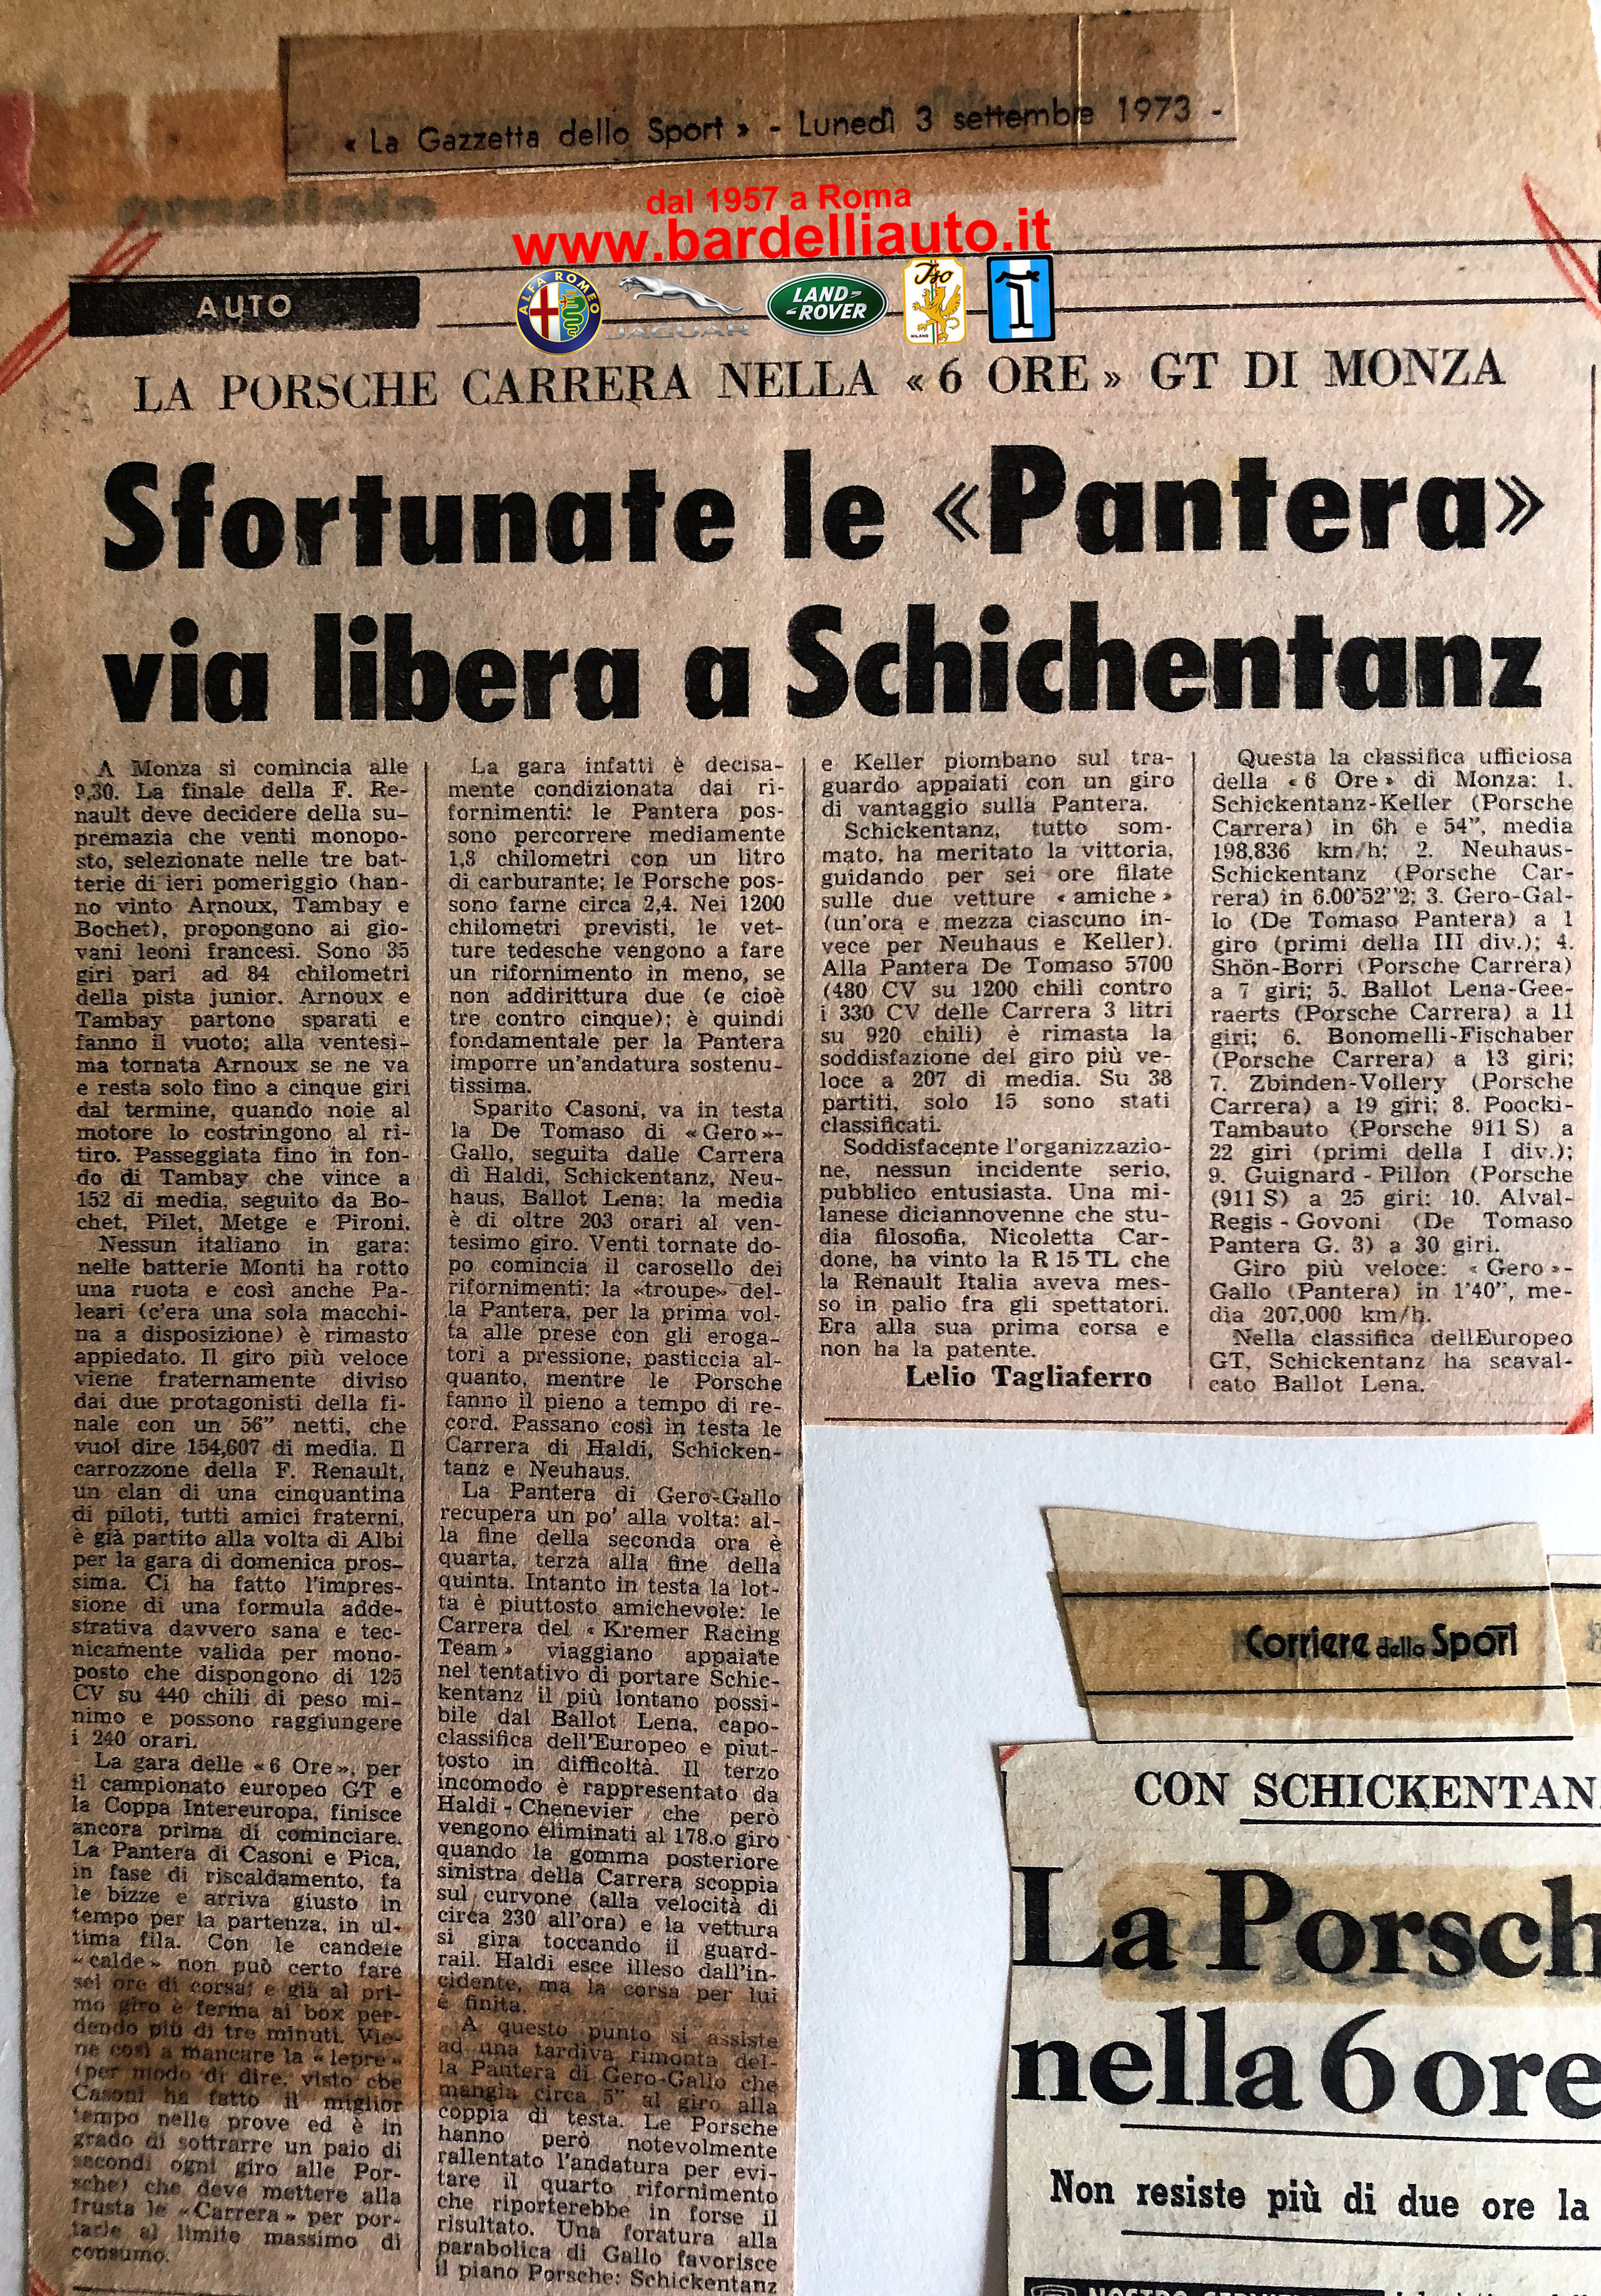 « La Gazzetta dello Sport » - Lunedì 3 settembre 1973 -
dal 1957 a Roma
www.bardelliauto.it
AUTO
ALFA ROMEO
JAGUAR
LAND-
-ROVER
Iso
MILANO
LA PORSCHE CARRERA NELLA « 6 ORE » GT DI MONZA
Sfortunate le «Pantera»
via libera a Schichentanz
A Monza si comincia alle
9,30. La finale della F. Re-
nault deve decidere della su-
premazia che venti monopo-
sto, selezionate nelle tre bat-
terie di ieri pomeriggio (han-
no vinto Arnoux, Tambay e
Bochet), propongono ai gio-
vani leoni francesi. Sono 35
giri pari ad 84 chilometri
della pista junior. Arnoux e
Tambay partono sparati e
fanno il vuoto; alla ventesi-
ma tornata Arnoux se ne va
e resta solo fino a cinque giri
dal termine, quando noie al
motore lo costringono al ri-
tiro. Passeggiata fino in fon-
do di Tambay che vince a
152 di media, seguito da Bo-
chet, Pilet, Metge e Pironi.
Nessun italiano in gara:
nelle batterie Monti ha rotto
una ruota e così anche Pa-
leari (c'era una sola macchi-
na a disposizione) è rimasto
appiedato. Il giro più veloce
viene fraternamente diviso
dai due protagonisti della fi-
nale con un 56" netti, che
vuol dire 154,607 di media. Il
carrozzone della F. Renault,
un clan di una cinquantina
di piloti, tutti amici fraterni,
è già partito alla volta di Albi
per la gara di domenica pros-
sima. Ci ha fatto l'impres-
sione di una formula adde-
strativa davvero sana e tec-
nicamente valida per mono-
posto che dispongono di 125
CV su 440 chili di peso mi-
nimo e possono raggiungere
i 240 orari.
La gara delle « 6 Ore », per
il campionato europeo GT e
la Coppa Intereuropa, finisce
ancora prima di cominciare.
La Pantera di Casoni e Pica,
in fase di riscaldamento, fa
le bizze e arriva giusto in
tempo per la partenza, in ul-
tima fila. Con le candele
« calde » non può certo fare
sei ore di corsa; e già al pri-
mo giro è ferma ai box per-
dendo più di tre minuti. Vie-
ne così a mancare la « lepre »
(per modo di dire, visto che
Casoni ha fatto il miglior
tempo nelle prove ed è in
grado di sottrarre un paio di
secondi ogni giro alle Por-
sche) che deve mettere alla
frusta le « Carrera » per por-
tarle al limite massimo di
consumo.
La gara infatti è decisa-
mente condizionata dai ri-
fornimenti: le Pantera pos-
sono percorrere mediamente
1,8 chilometri con un litro
di carburante; le Porsche pos-
sono farne circa 2,4. Nei 1200
chilometri previsti, le vet-
ture tedesche vengono a fare
un rifornimento in meno, se
non addirittura due (e cioè
tre contro cinque); è quindi
fondamentale per la Pantera
imporre un'andatura sostenu-
tissima.
Sparito Casoni, va in testa
la De Tomaso di « Gero »-
Gallo, seguita dalle Carrera
di Haldi, Schickentanz, Neu-
haus, Ballot Lena; la media
è di oltre 203 orari al ven-
tesimo giro. Venti tornate do-
po comincia il carosello dei
rifornimenti: la «troupe» del-
la Pantera, per la prima vol-
ta alle prese con gli eroga-
tori a pressione, pasticcia al-
quanto, mentre le Porsche
fanno il pieno a tempo di re-
cord. Passano così in testa le
Carrera di Haldi, Schicken-
tanz e Neuhaus.
La Pantera di Gero-Gallo
recupera un po' alla volta: al-
la fine della seconda ora è
quarta, terza alla fine della
quinta. Intanto in testa la lot-
ta è piuttosto amichevole: le
Carrera del « Kremer Racing
Team » viaggiano appaiate
nel tentativo di portare Schic-
kentanz il più lontano possi-
bile dal Ballot Lena, capo-
classifica dell'Europeo e piut-
tosto in difficoltà. Il terzo
incomodo è rappresentato da
Haldi - Chenevier che però
vengono eliminati al 178.o giro
quando la gomma posteriore
sinistra della Carrera scoppia
sul curvone (alla velocità di
circa 230 all'ora) e la vettura
si gira toccando il guard-
rail. Haldi esce illeso dall'in-
cidente, ma la corsa per lui
è finita.
A questo punto si assiste
ad una tardiva rimonta del-
la Pantera di Gero-Gallo che
mangia circa 5" al giro alla
coppia di testa. Le Porsche
hanno però notevolmente
rallentato l'andatura per evi-
tare il quarto rifornimento
che riporterebbe in forse il
risultato. Una foratura alla
parabolica di Gallo favorisce
il piano Porsche: Schickentanz
e Keller piombano sul tra-
guardo appaiati con un giro
di vantaggio sulla Pantera.
Schickentanz, tutto som-
mato, ha meritato la vittoria,
guidando per sei ore filate
sulle due vetture « amiche »
(un'ora e mezza ciascuno in-
vece per Neuhaus e Keller).
Alla Pantera De Tomaso 5700
(480 CV su 1200 chili contro
i 330 CV delle Carrera 3 litri
su 920 chili) è rimasta la
soddisfazione del giro più ve-
loce a 207 di media. Su 38
partiti, solo 15 sono stati
classificati.
Soddisfacente l'organizzazio-
ne, nessun incidente serio,
pubblico entusiasta. Una mi-
lanese diciannovenne che stu-
dia filosofia, Nicoletta Car-
done, ha vinto la R 15 TL che
la Renault Italia aveva mes-
so in palio fra gli spettatori.
Era alla sua prima corsa e
non ha la patente.
Lelio Tagliaferro
Questa la classifica ufficiosa
della « 6 Ore » di Monza: 1.
Schickentanz-Keller (Porsche
Carrera) in 6h e 54", media
198,836 km/h; 2. Neuhaus-
Schickentanz (Porsche Car-
rera) in 6.00'52"2; 3. Gero-Gal-
lo (De Tomaso Pantera) a 1
giro (primi della III div.); 4.
Shön-Borri (Porsche Carrera)
a 7 giri; 5. Ballot Lena-Gee-
raerts (Porsche Carrera) a 11
giri; 6. Bonomelli-Fischaber
(Porsche Carrera) a 13 giri;
7. Zbinden-Vollery (Porsche
Carrera) a 19 giri; 8. Poocki-
Tambauto (Porsche 911 S) a
22 giri (primi della I div.);
9. Guignard - Pillon (Porsche
(911 S) a 25 giri; 10. Alval-
Regis - Govoni (De Tomaso
Pantera G. 3) a 30 giri.
Giro più veloce: « Gero »-
Gallo (Pantera) in 1'40", me-
dia 207,000 km/h.
Nella classifica dell'Europeo
GT, Schickentanz ha scaval-
cato Ballot Lena.
Corriere dello Sport
CON SCHICKENTAN
La Porsch
nella 6 ore
Non resiste più di due ore la